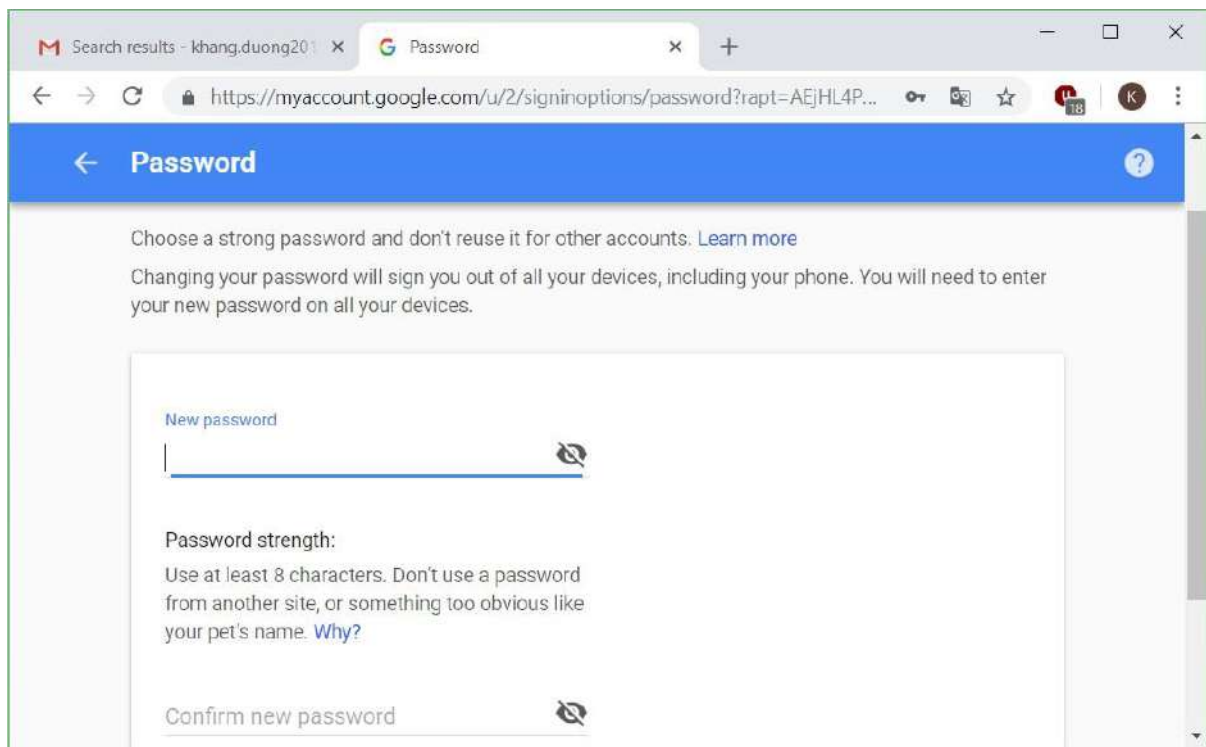 Search results - khang.duong201
Password
https://myaccount.google.com/u/2/signinoptions/password?rapt=AEjHL4P...
18
K
Password
?
Choose a strong password and don't reuse it for other accounts. Learn more
Changing your password will sign you out of all your devices, including your phone. You will need to enter
your new password on all your devices.
New password
Password strength:
Use at least 8 characters. Don't use a password
from another site, or something too obvious like
your pet's name. Why?
Confirm new password